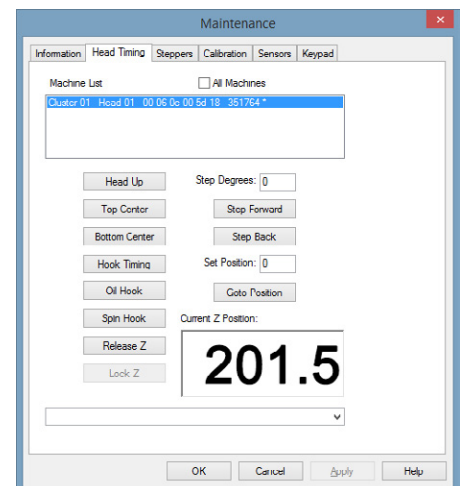 Maintenance
Information Head Timing Steppers Calibration Sensors Keypad
Machine List All Machines
Cluster 01 Head 01 00 06 0c 00 5d 18 351764 *
Head Up Step Degrees: 0
Top Center Step Forward
Bottom Center Step Back
Hook Timing Set Position: 0
Oil Hook Goto Position
Spin Hook Current Z Position:
Release Z 201.5
Lock Z
OK Cancel Apply Help